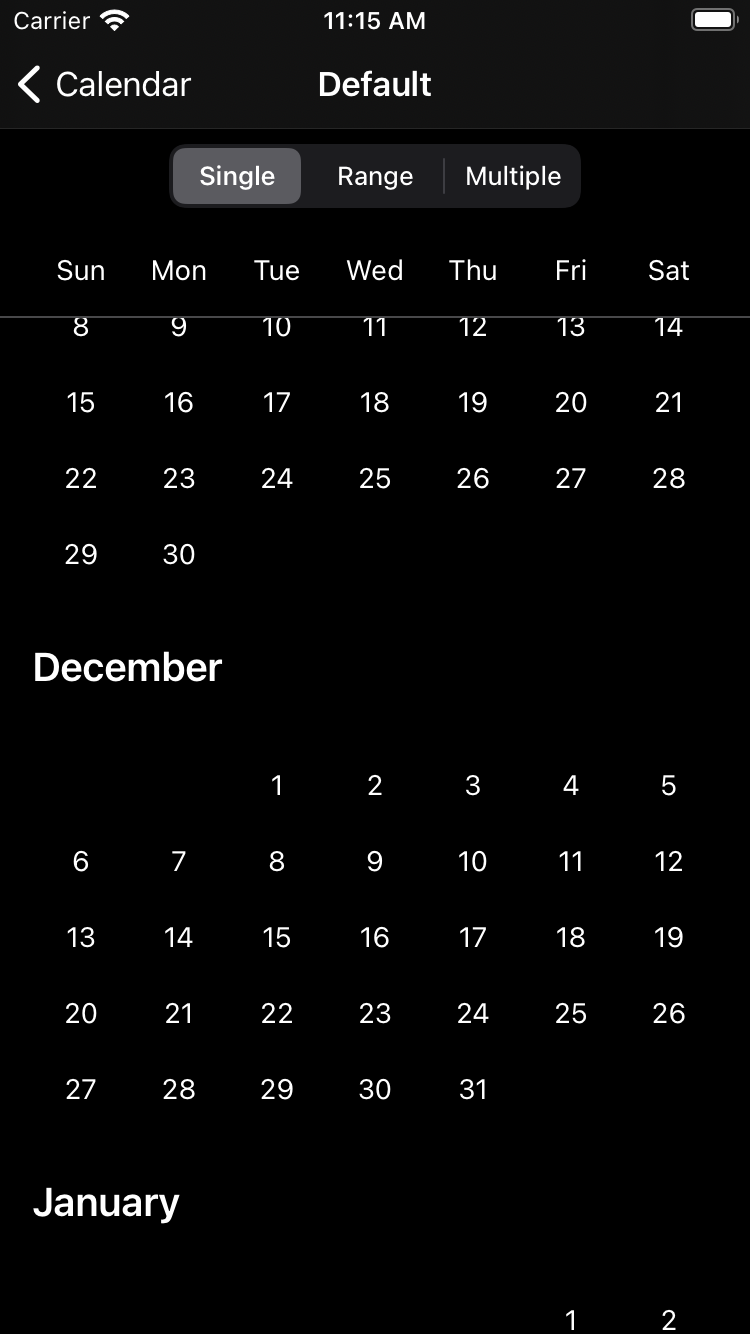 Carrier 11:15 AM
Calendar Default
Single Range Multiple
Sun Mon Tue Wed Thu Fri Sat
8 9 10 11 12 13 14
15 16 17 18 19 20 21
22 23 24 25 26 27 28
29 30
December
1 2 3 4 5
6 7 8 9 10 11 12
13 14 15 16 17 18 19
20 21 22 23 24 25 26
27 28 29 30 31
January
1 2